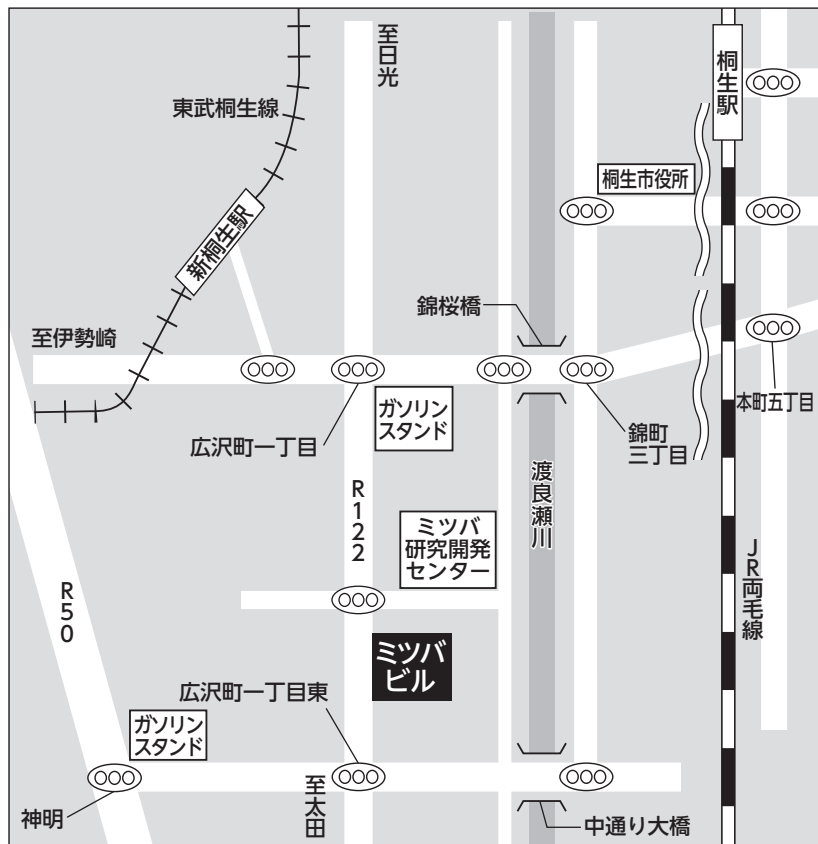 至日光
桐生駅
東武桐生線
桐生市役所
新桐生駅
錦桜橋
至伊勢崎
ガソリン
スタンド
本町五丁目
広沢町一丁目
錦町
三丁目
渡良瀬川
R122
ミツバ
研究開発
センター
JR両毛線
R50
ミツバ
ビル
広沢町一丁目東
ガソリン
スタンド
至太田
神明
中通り大橋